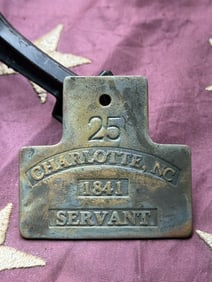 25
CHARLOTTE, NC
1841
SERVANT